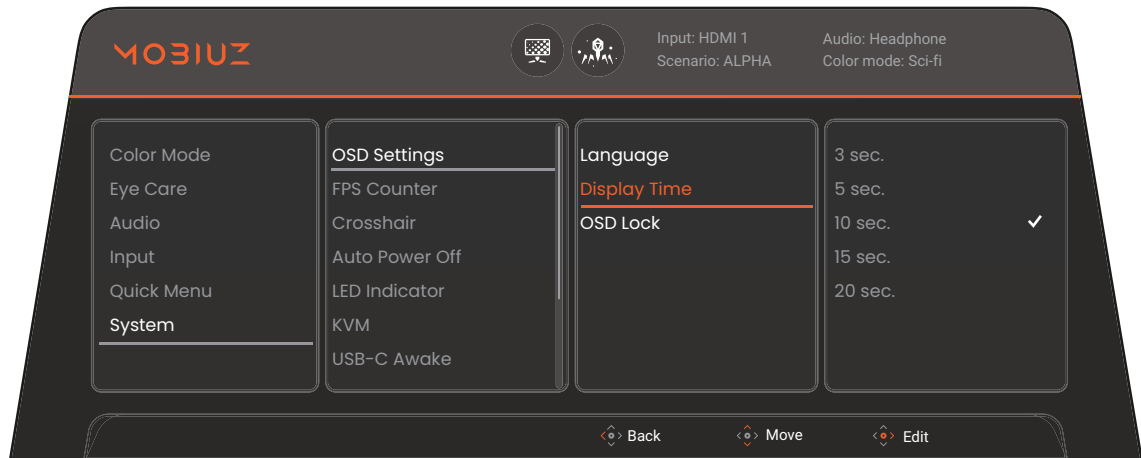 MOBIUZ
Input: HDMI 1
Scenario: ALPHA
Audio: Headphone
Color mode: Sci-fi
Color Mode
Eye Care
Audio
Input
Quick Menu
System
OSD Settings
FPS Counter
Crosshair
Auto Power Off
LED Indicator
KVM
USB-C Awake
Language
Display Time
OSD Lock
3 sec.
5 sec.
10 sec.
15 sec.
20 sec.
Back
Move
Edit